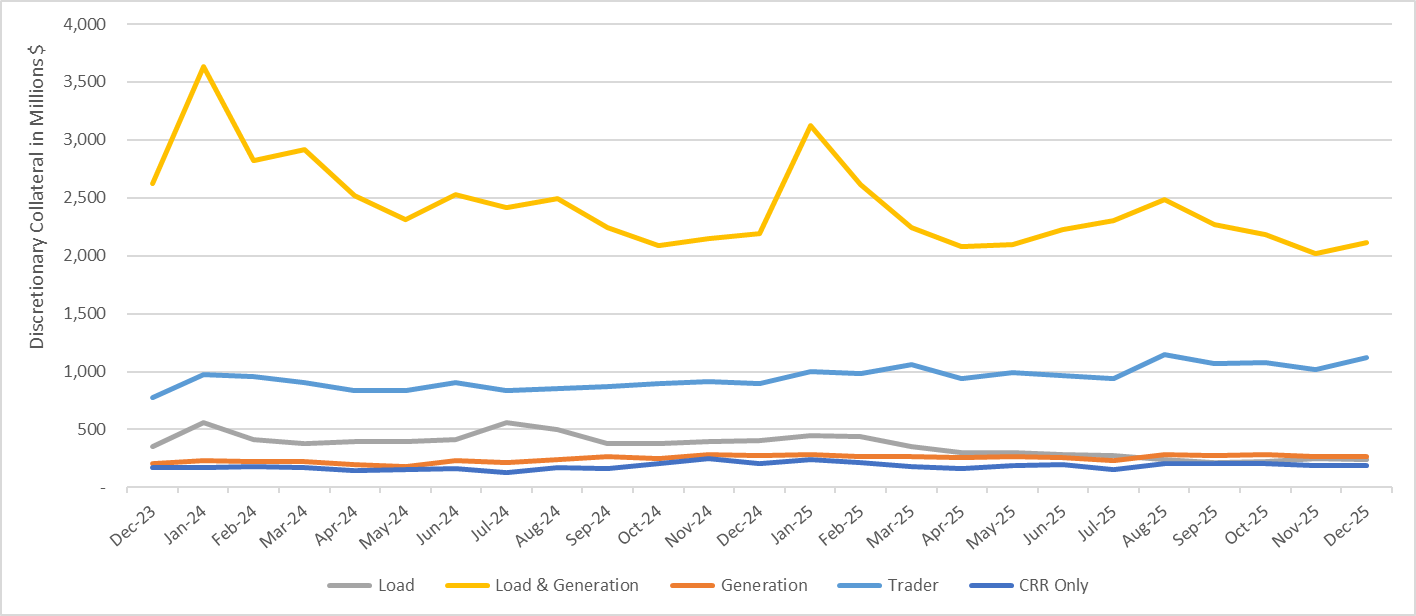 Discretionary Collateral in Millions $
4,000
3,500
3,000
2,500
2,000
1,500
1,000
500
-
Dec-23
Jan-24
Feb-24
Mar-24
Apr-24
May-24
Jun-24
Jul-24
Aug-24
Sep-24
Oct-24
Nov-24
Dec-24
Jan-25
Feb-25
Mar-25
Apr-25
May-25
Jun-25
Jul-25
Aug-25
Sep-25
Oct-25
Nov-25
Dec-25
Load
Load & Generation
Generation
Trader
CRR Only